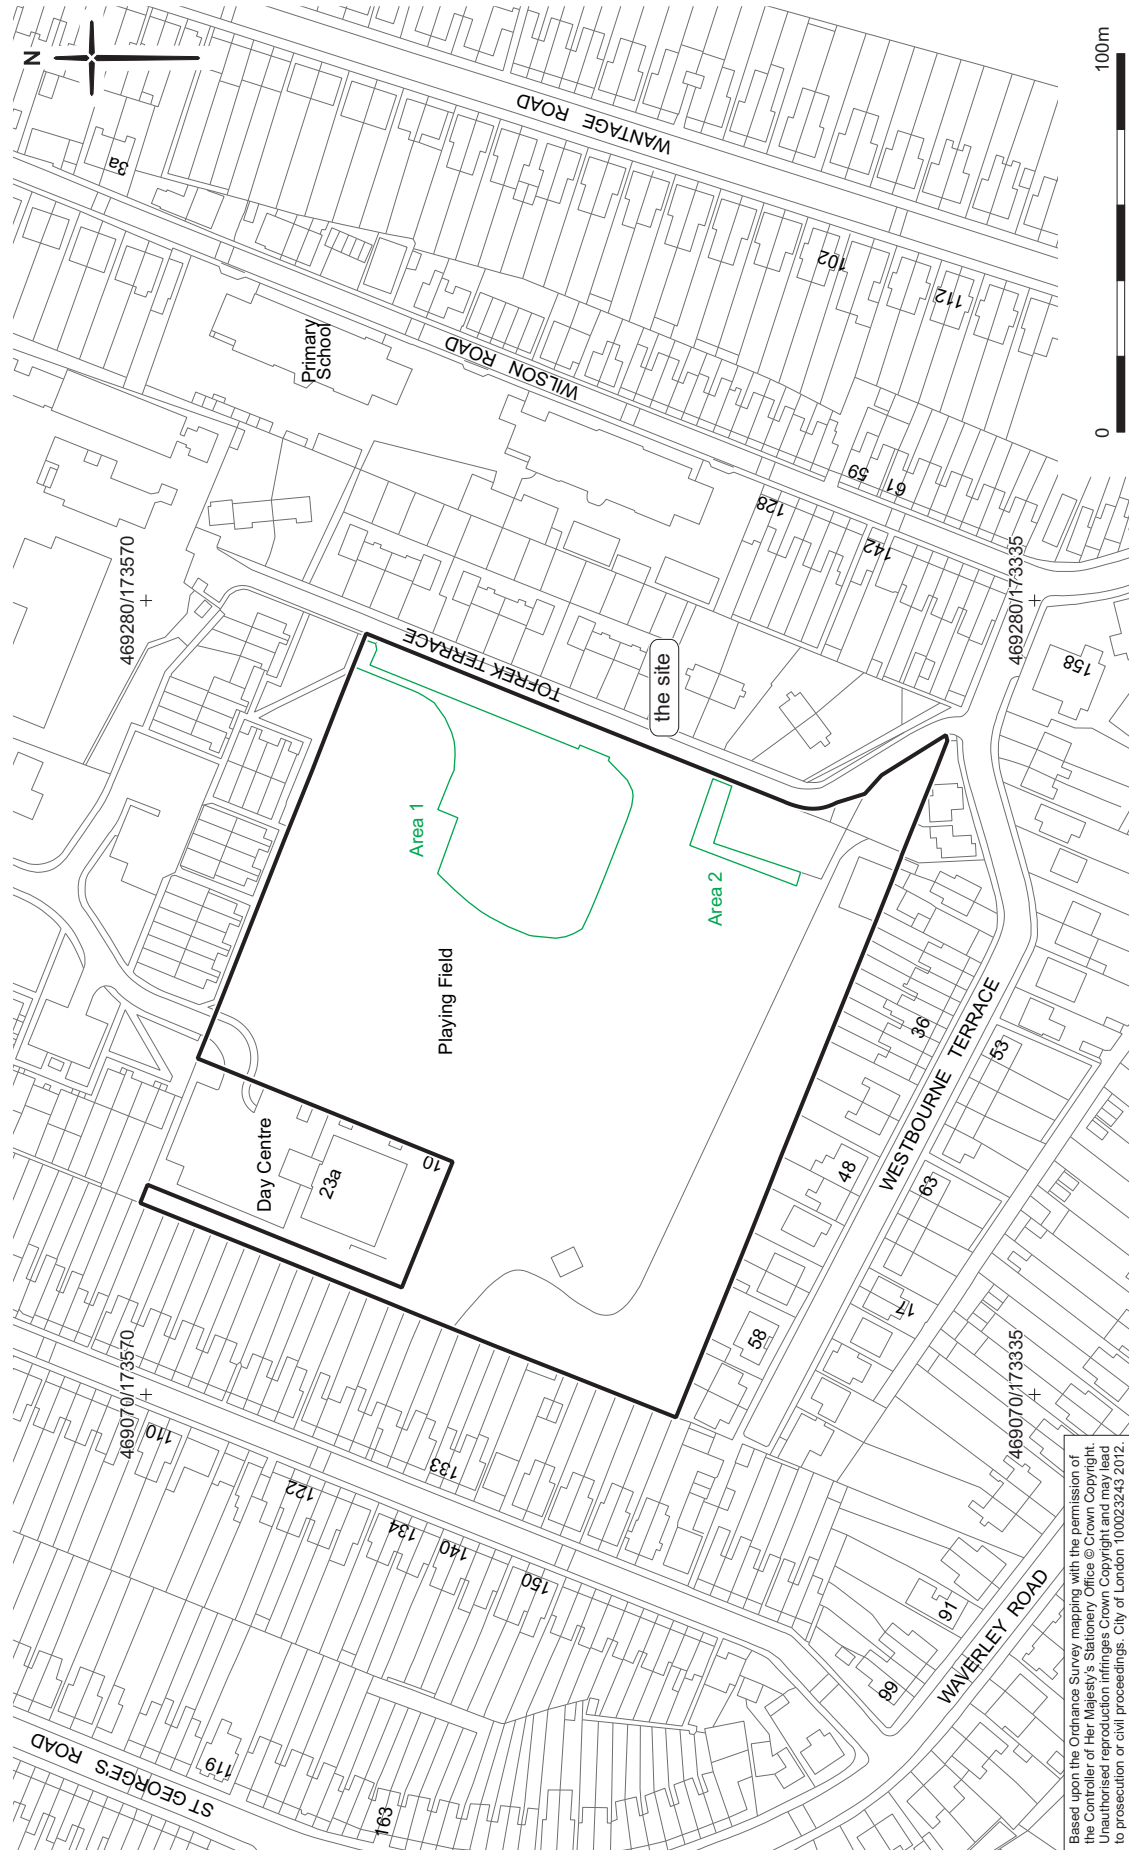 N
3a
WANTAGE ROAD
100m
0
Primary
School
WILSON ROAD
102
112
59
61
128
142
469280/173570
469280/173335
158
TOFREK TERRACE
the site
Area 1
Area 2
Playing Field
Day Centre
23a
10
36
53
WESTBOURNE TERRACE
48
63
17
58
469070/173570
469070/173335
110
122
133
134
140
150
91
99
WAVERLEY ROAD
119
163
ST GEORGE'S ROAD
Based upon the Ordnance Survey mapping with the permission of
the Controller of Her Majesty's Stationery Office © Crown Copyright.
Unauthorised reproduction infringes Crown Copyright and may lead
to prosecution or civil proceedings. City of London 100023243 2012.